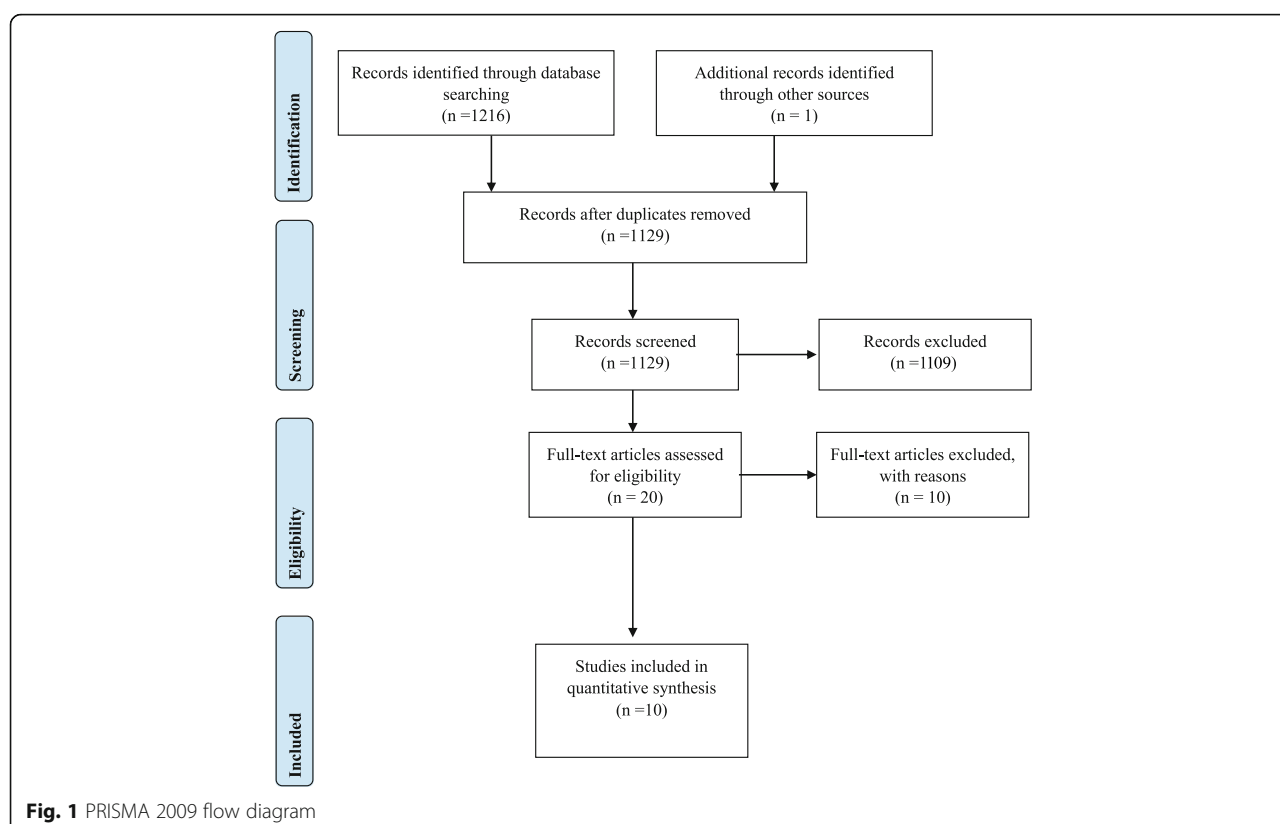 Identification
Records identified through database
searching
(n =1216)
Additional records identified
through other sources
(n = 1)
Records after duplicates removed
(n =1129)
Screening
Records screened
(n =1129)
Records excluded
(n =1109)
Eligibility
Full-text articles assessed
for eligibility
(n = 20)
Full-text articles excluded,
with reasons
(n = 10)
Included
Studies included in
quantitative synthesis
(n =10)
Fig. 1 PRISMA 2009 flow diagram